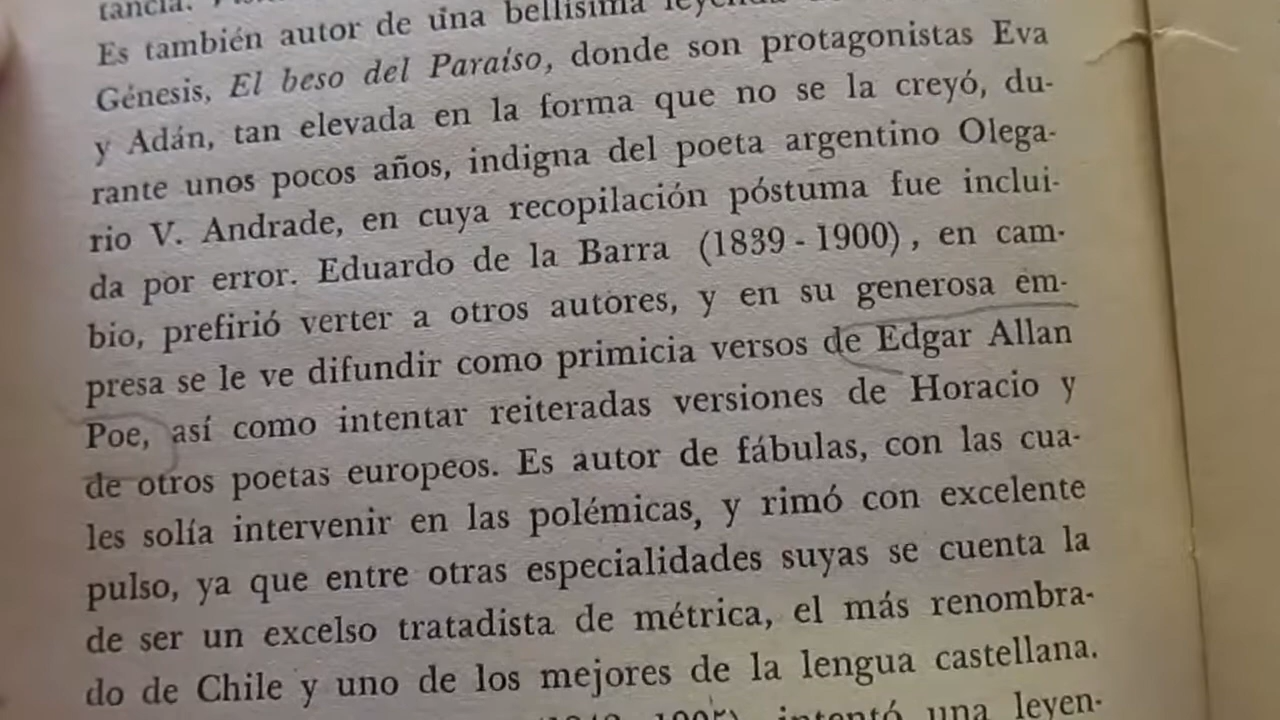 tancia.
Es también autor de una bellísima leyenda
Génesis, El beso del Paraíso, donde son protagonistas Eva
y Adán, tan elevada en la forma que no se la creyó, du-
rante unos pocos años, indigna del poeta argentino Olega-
rio V. Andrade, en cuya recopilación póstuma fue inclui-
da por error. Eduardo de la Barra (1839 - 1900), en cam-
bio, prefirió verter a otros autores, y en su generosa em-
presa se le ve difundir como primicia versos de Edgar Allan
Poe, así como intentar reiteradas versiones de Horacio y
de otros poetas europeos. Es autor de fábulas, con las cua-
les solía intervenir en las polémicas, y rimó con excelente
pulso, ya que entre otras especialidades suyas se cuenta la
de ser un excelso tratadista de métrica, el más renombra-
do de Chile y uno de los mejores de la lengua castellana.
intentó una leyen-